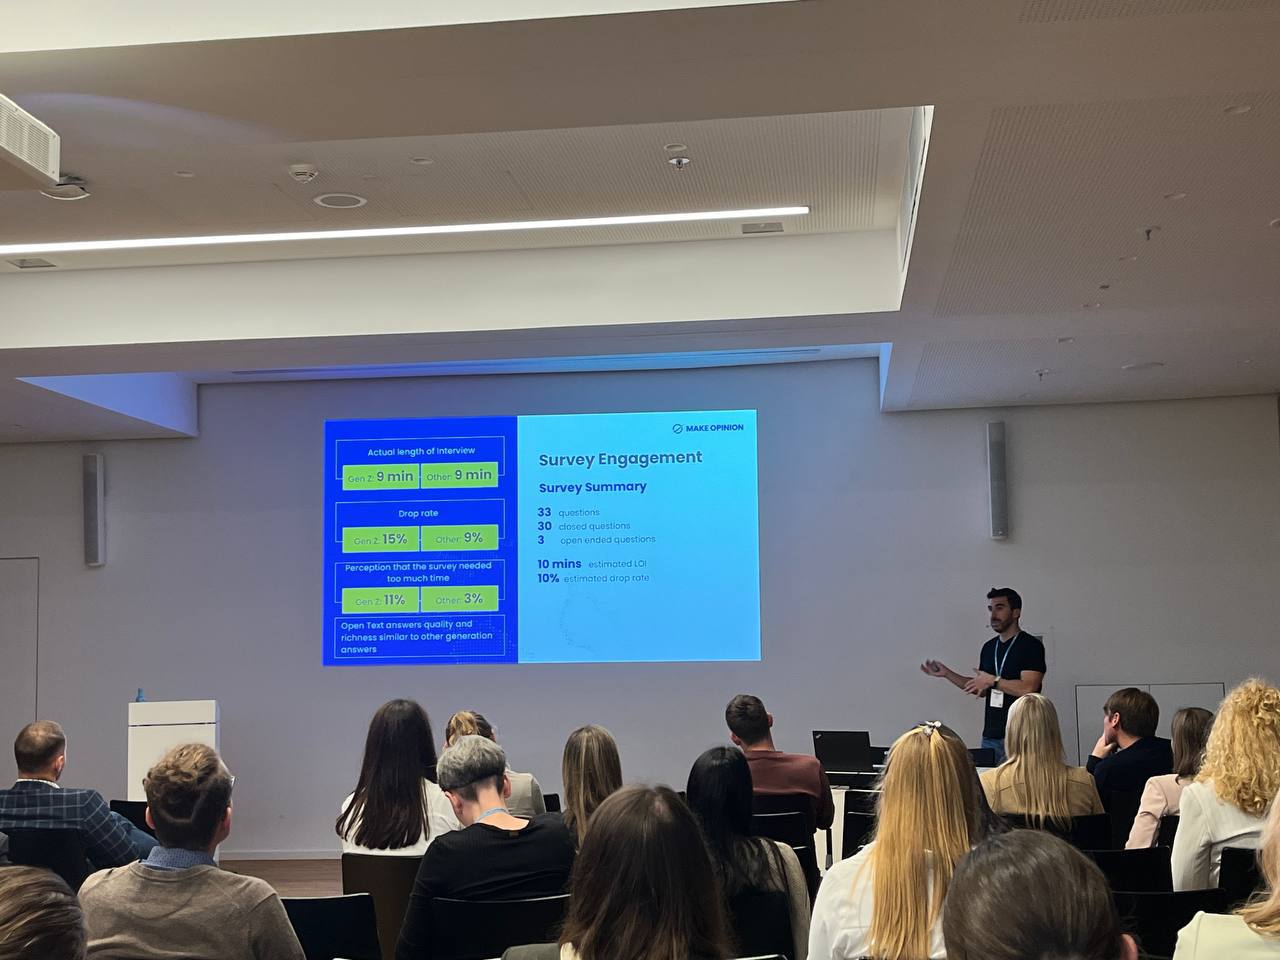 Actual length of Interview
Gen Z: 9 min
Other: 9 min
Drop rate
Gen Z: 15%
Other: 9%
Perception that the survey needed
too much time
Gen Z: 11%
Other: 3%
Open Text answers quality and
richness similar to other generation
answers
MAKE OPINION
Survey Engagement
Survey Summary
33 questions
30 closed questions
3 open ended questions
10 mins estimated LOI
10% estimated drop rate